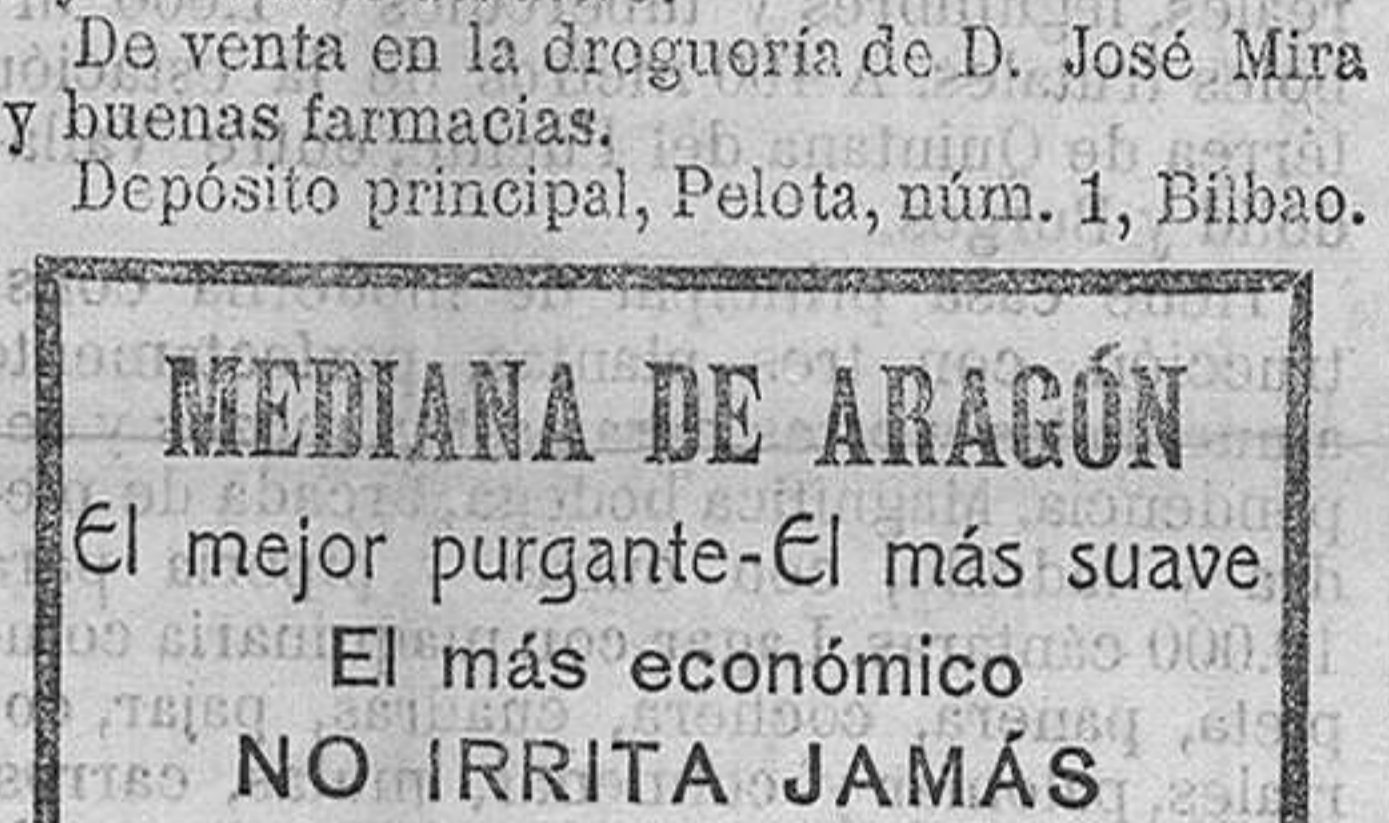 De venta en la droguería de D. José Mira
y buenas farmacias.
Depósito principal, Pelota, núm. 1, Bilbao.
MEDIANA DE ARAGÓN
El mejor purgante-El más suave
El más económico
NO IRRITA JAMÁS